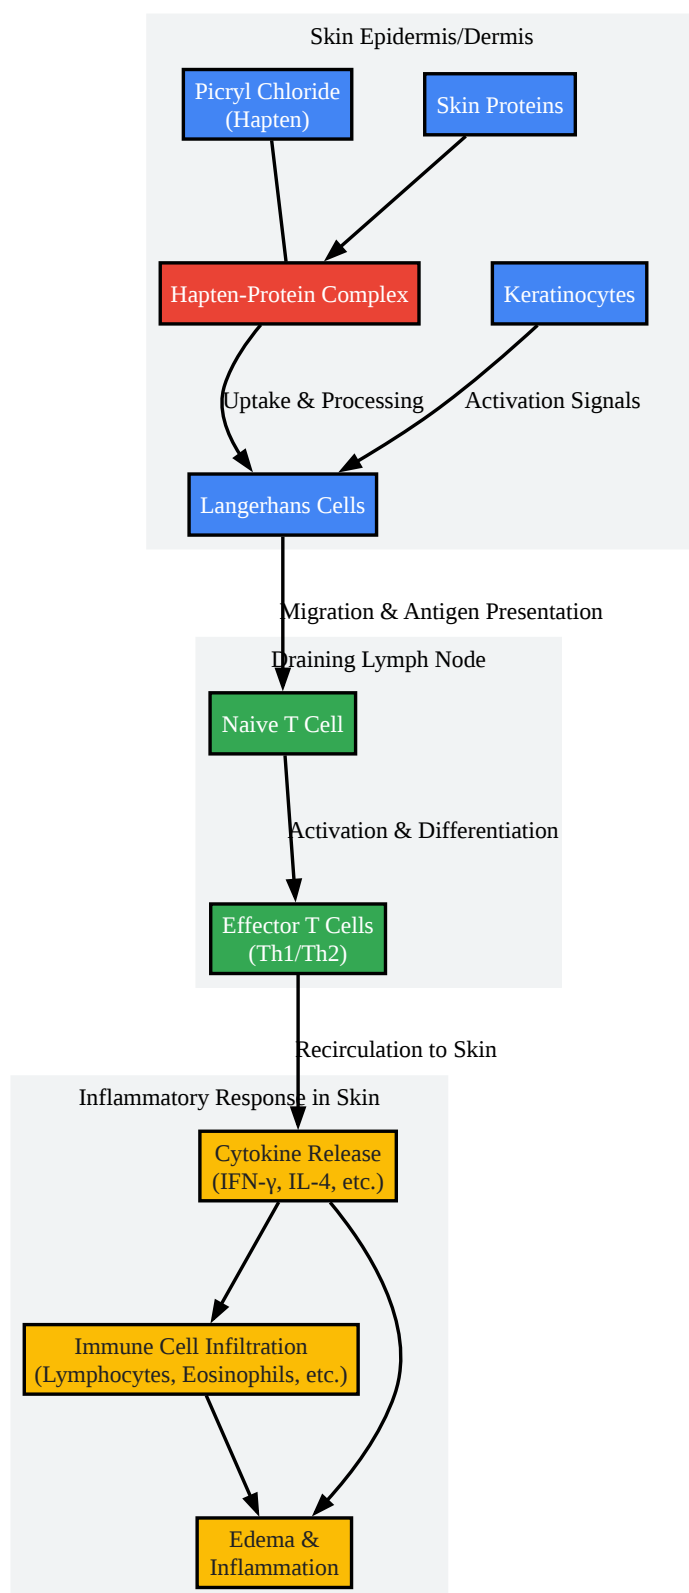 Skin Epidermis/Dermis
Picryl Chloride
(Hapten)
Skin Proteins
Hapten-Protein Complex
Keratinocytes
Uptake & Processing
Activation Signals
Langerhans Cells
Migration & Antigen Presentation
Draining Lymph Node
Naive T Cell
Activation & Differentiation
Effector T Cells
(Th1/Th2)
Recirculation to Skin
Inflammatory Response in Skin
Cytokine Release
(IFN-γ, IL-4, etc.)
Immune Cell Infiltration
(Lymphocytes, Eosinophils, etc.)
Edema &
Inflammation